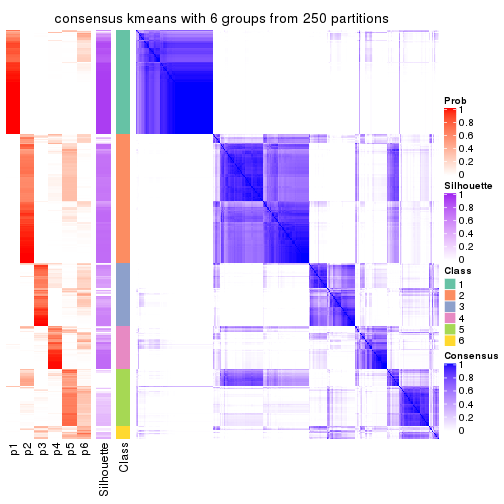 consensus kmeans with 6 groups from 250 partitions
Prob
1
0.8
0.6
0.4
0.2
0
Silhouette
1
0.8
0.6
0.4
0.2
0
Class
1
2
3
4
5
6
Consensus
1
0.8
0.6
0.4
0.2
0
p1
p2
p3
p4
p5
p6
Silhouette
Class